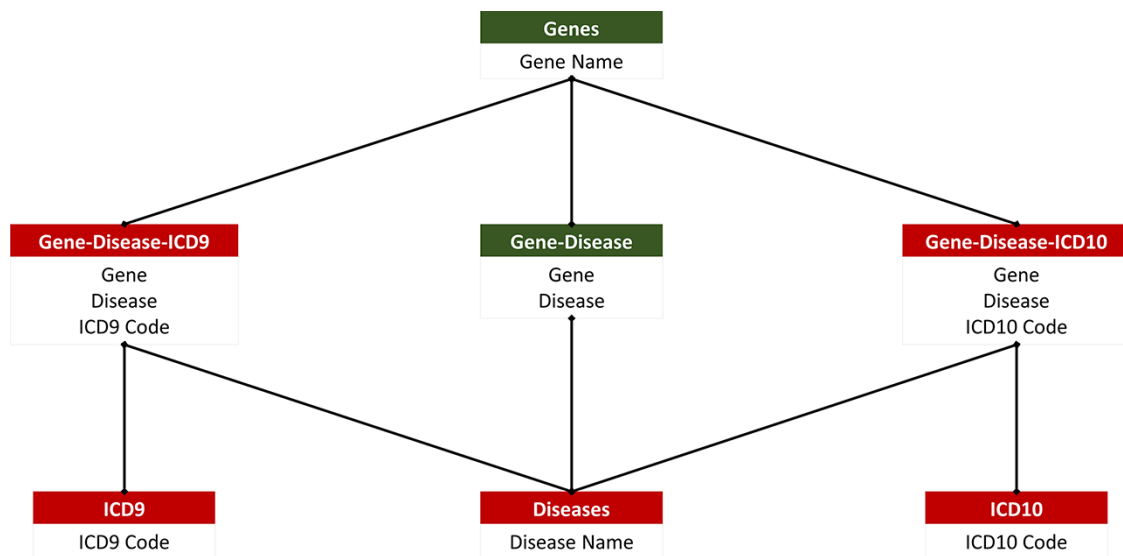 Genes
Gene Name
Gene-Disease-ICD9
Gene
Disease
ICD9 Code
Gene-Disease
Gene
Disease
Gene-Disease-ICD10
Gene
Disease
ICD10 Code
ICD9
ICD9 Code
Diseases
Disease Name
ICD10
ICD10 Code